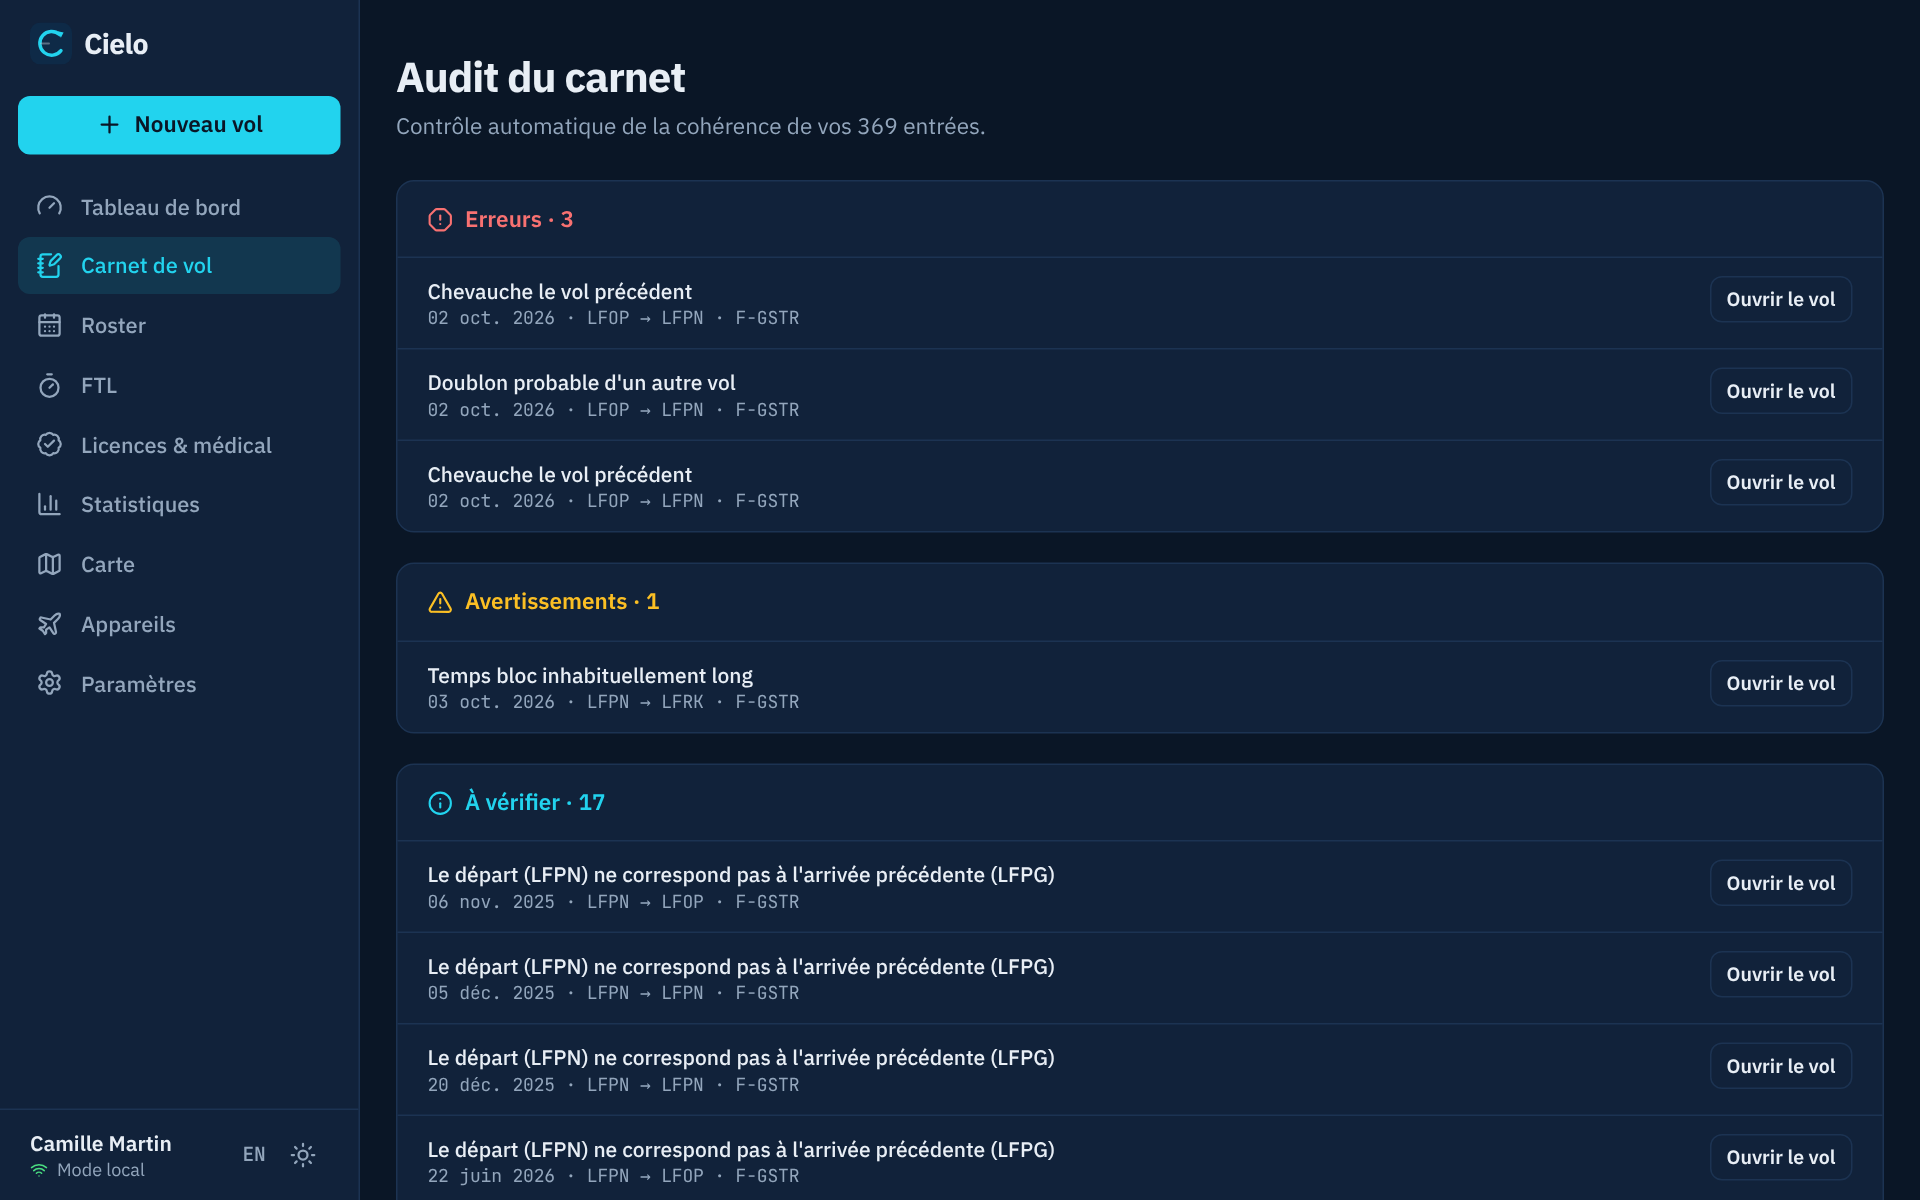 Cielo
Nouveau vol
Tableau de bord
Carnet de vol
Roster
FTL
Licences & médical
Statistiques
Carte
Appareils
Paramètres
Camille Martin
Mode local
EN
Audit du carnet
Contrôle automatique de la cohérence de vos 369 entrées.
Erreurs · 3
Chevauche le vol précédent
02 oct. 2026 · LFOP → LFPN · F-GSTR
Ouvrir le vol
Doublon probable d'un autre vol
02 oct. 2026 · LFOP → LFPN · F-GSTR
Ouvrir le vol
Chevauche le vol précédent
02 oct. 2026 · LFOP → LFPN · F-GSTR
Ouvrir le vol
Avertissements · 1
Temps bloc inhabituellement long
03 oct. 2026 · LFPN → LFRK · F-GSTR
Ouvrir le vol
À vérifier · 17
Le départ (LFPN) ne correspond pas à l'arrivée précédente (LFPG)
06 nov. 2025 · LFPN → LFOP · F-GSTR
Ouvrir le vol
Le départ (LFPN) ne correspond pas à l'arrivée précédente (LFPG)
05 déc. 2025 · LFPN → LFPN · F-GSTR
Ouvrir le vol
Le départ (LFPN) ne correspond pas à l'arrivée précédente (LFPG)
20 déc. 2025 · LFPN → LFPN · F-GSTR
Ouvrir le vol
Le départ (LFPN) ne correspond pas à l'arrivée précédente (LFPG)
22 juin 2026 · LFPN → LFOP · F-GSTR
Ouvrir le vol